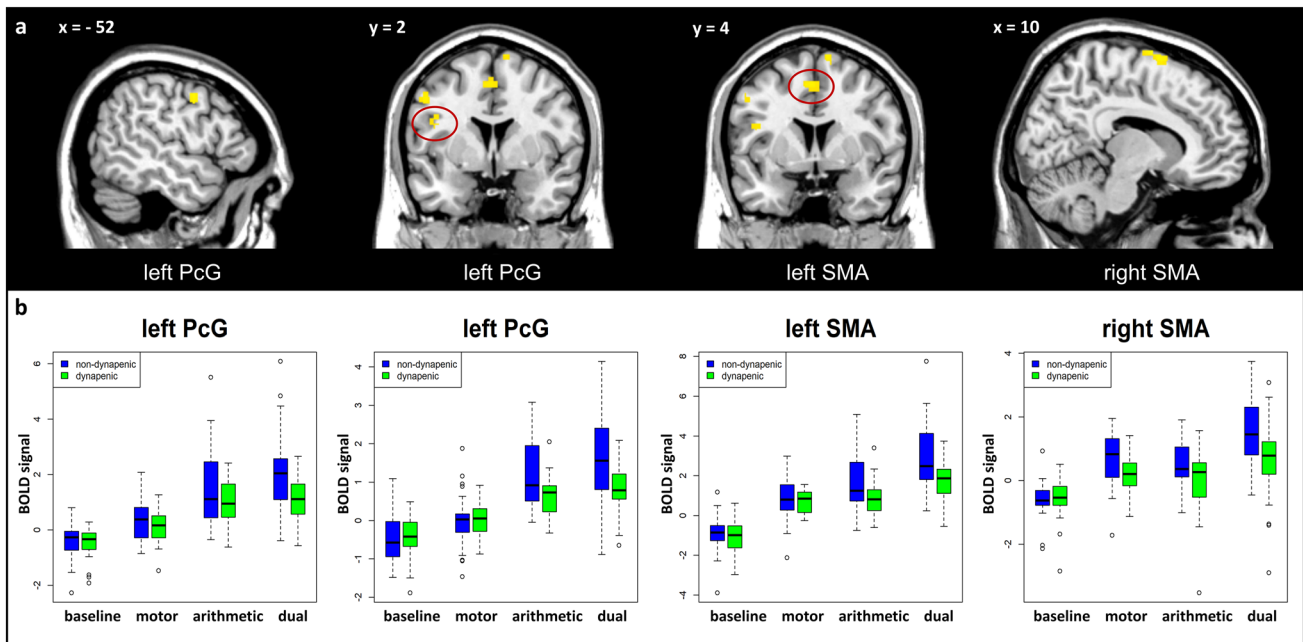 a
x = - 52
y = 2
y = 4
x = 10
left PcG
left PcG
left SMA
right SMA
b
left PcG
BOLD signal
6
4
2
0
-2
non-dynapenic
dynapenic
baseline motor arithmetic dual
left PcG
BOLD signal
4
3
2
1
0
-1
-2
non-dynapenic
dynapenic
baseline motor arithmetic dual
left SMA
BOLD signal
8
6
4
2
0
-2
-4
non-dynapenic
dynapenic
baseline motor arithmetic dual
right SMA
BOLD signal
4
2
0
-2
non-dynapenic
dynapenic
baseline motor arithmetic dual